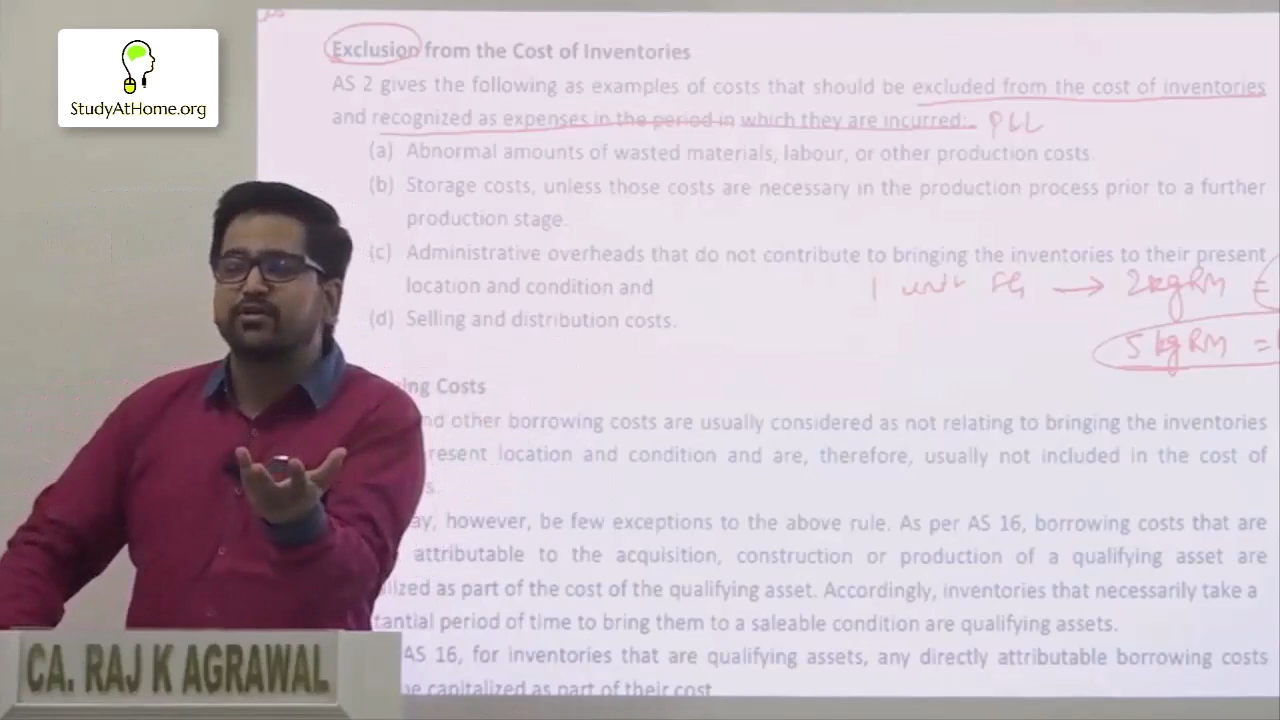 StudyAtHome.org
Exclusion from the Cost of Inventories
AS 2 gives the following as examples of costs that should be excluded from the cost of inventories
and recognized as expenses in the period in which they are incurred:- P&L
(a) Abnormal amounts of wasted materials, labour, or other production costs
(b) Storage costs, unless those costs are necessary in the production process prior to a further
production stage.
(c) Administrative overheads that do not contribute to bringing the inventories to their present
location and condition and
1 unit FG → 2kg RM =
(d) Selling and distribution costs.
5 kg RM =
Costs
other borrowing costs are usually considered as not relating to bringing the inventories
location and condition and are, therefore, usually not included in the cost of
however, be few exceptions to the above rule. As per AS 16, borrowing costs that are
attributable to the acquisition, construction or production of a qualifying asset are
as part of the cost of the qualifying asset. Accordingly, inventories that necessarily take a
period of time to bring them to a saleable condition are qualifying assets.
AS 16, for inventories that are qualifying assets, any directly attributable borrowing costs
capitalized as part of their cost
CA. RAJ K AGRAWAL